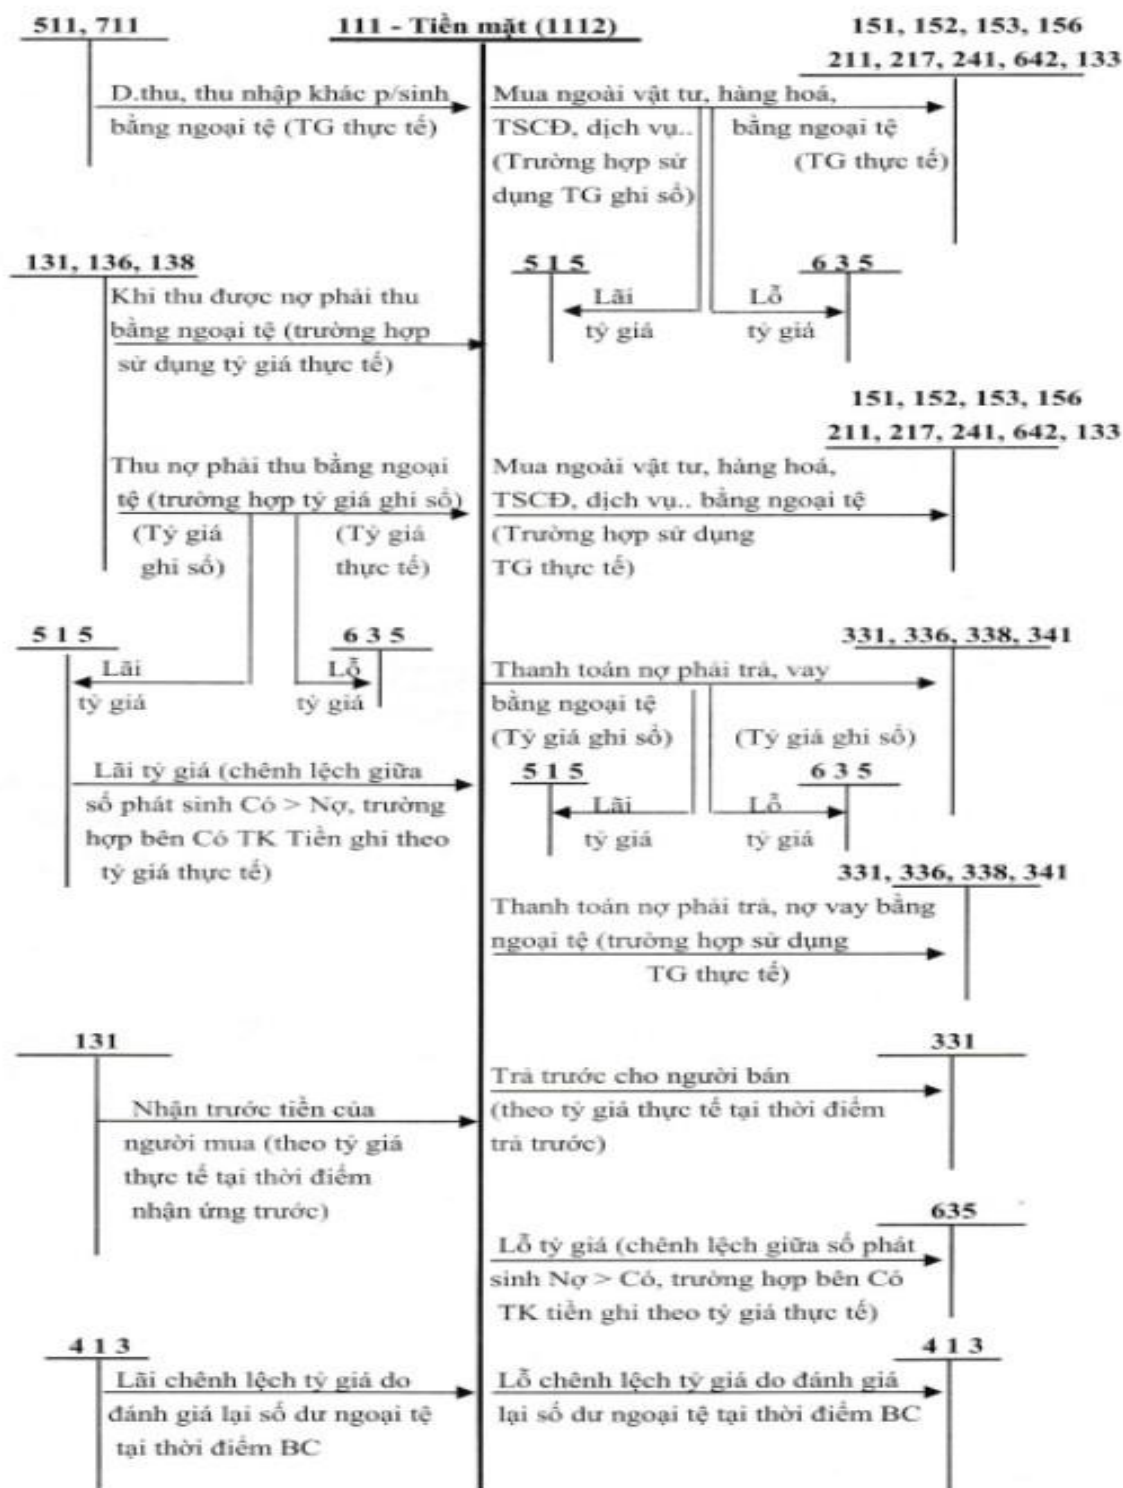 511, 711
111 - Tiền mặt (1112)
151, 152, 153, 156
211, 217, 241, 642, 133
D.thu, thu nhập khác p/sinh
bằng ngoại tệ (TG thực tế)
Mua ngoài vật tư, hàng hoá,
TSCĐ, dịch vụ..
bằng ngoại tệ
(Trường hợp sử
dụng TG ghi sổ)
(TG thực tế)
515
Lãi
tỷ giá
635
Lỗ
tỷ giá
131, 136, 138
Khi thu được nợ phải thu
bằng ngoại tệ (trường hợp
sử dụng tỷ giá thực tế)
151, 152, 153, 156
211, 217, 241, 642, 133
Thu nợ phải thu bằng ngoại
tệ (trường hợp tỷ giá ghi sổ)
(Tỷ giá
ghi sổ)
(Tỷ giá
thực tế)
Mua ngoài vật tư, hàng hoá,
TSCĐ, dịch vụ.. bằng ngoại tệ
(Trường hợp sử dụng
TG thực tế)
515
Lãi
tỷ giá
635
Lỗ
tỷ giá
331, 336, 338, 341
Thanh toán nợ phải trả, vay
bằng ngoại tệ
(Tỷ giá ghi sổ)
(Tỷ giá ghi sổ)
515
Lãi
tỷ giá
635
Lỗ
tỷ giá
Lãi tỷ giá (chênh lệch giữa
số phát sinh Có > Nợ, trường
hợp bên Có TK Tiền ghi theo
tỷ giá thực tế)
331, 336, 338, 341
Thanh toán nợ phải trả, nợ vay bằng
ngoại tệ (trường hợp sử dụng
TG thực tế)
131
Nhận trước tiền của
người mua (theo tỷ giá
thực tế tại thời điểm
nhận ứng trước)
331
Trả trước cho người bán
(theo tỷ giá thực tế tại thời điểm
trả trước)
635
Lỗ tỷ giá (chênh lệch giữa số phát
sinh Nợ > Có, trường hợp bên Có
TK tiền ghi theo tỷ giá thực tế)
413
Lãi chênh lệch tỷ giá do
đánh giá lại số dư ngoại tệ
tại thời điểm BC
413
Lỗ chênh lệch tỷ giá do đánh giá
lại số dư ngoại tệ tại thời điểm BC